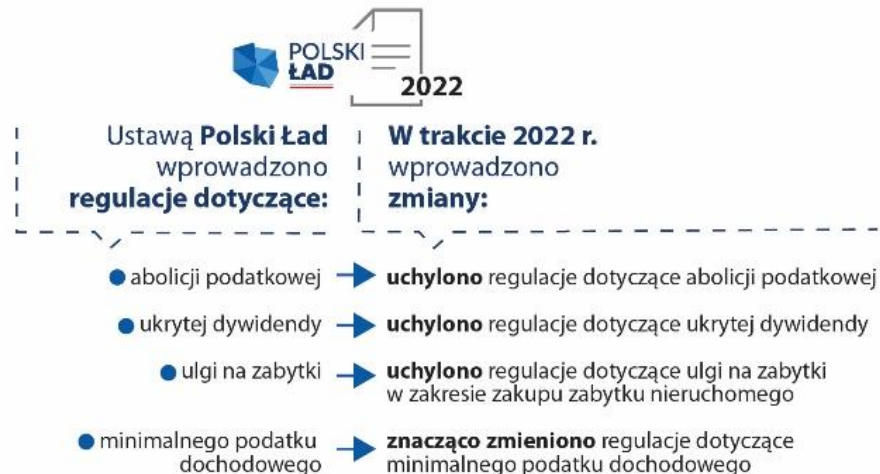 POLSKI
ŁAD
2022
Ustawą Polski Ład
wprowadzono
regulacje dotyczące:
W trakcie 2022 r.
wprowadzono
zmiany:
abolicji podatkowej
uchylono regulacje dotyczące abolicji podatkowej
ukrytej dywidendy
uchylono regulacje dotyczące ukrytej dywidendy
ulgi na zabytki
uchylono regulacje dotyczące ulgi na zabytki
w zakresie zakupu zabytku nieruchomego
minimalnego podatku
dochodowego
znacząco zmieniono regulacje dotyczące
minimalnego podatku dochodowego